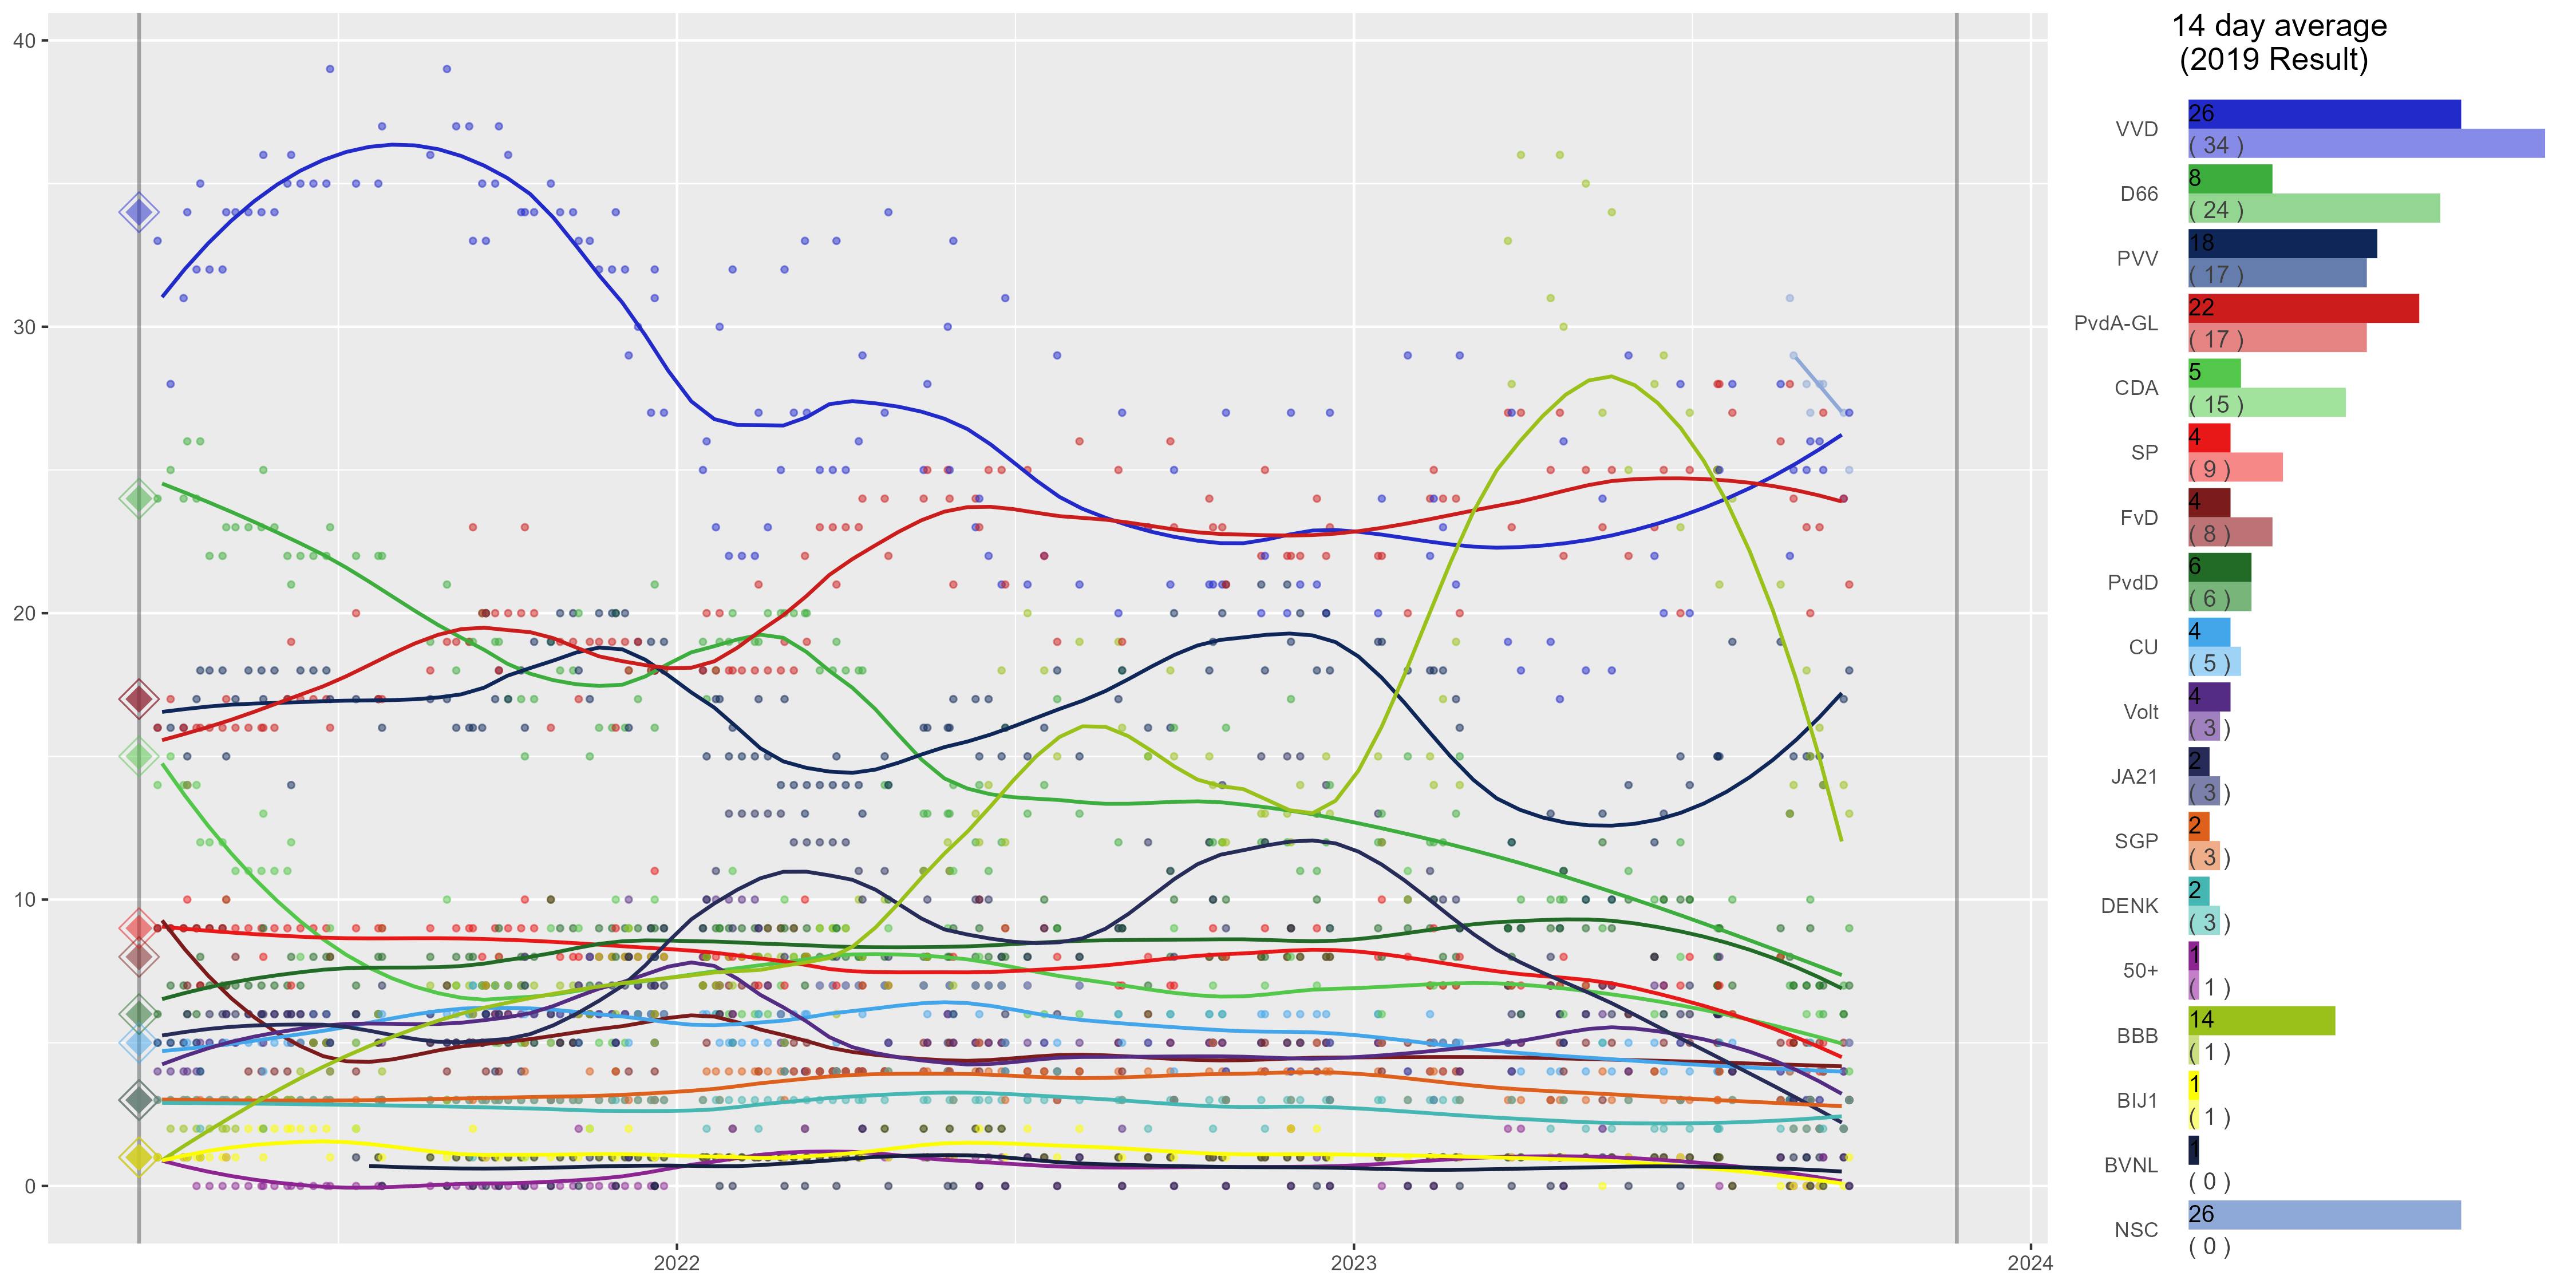 40
30
20
10
0
2022
2023
2024
14 day average
(2019 Result)
VVD
26
( 34 )
D66
8
( 24 )
PVV
18
( 17 )
PvdA-GL
22
( 17 )
CDA
5
( 15 )
SP
4
( 9 )
FvD
4
( 8 )
PvdD
6
( 6 )
CU
4
( 5 )
Volt
4
( 3 )
JA21
2
( 3 )
SGP
2
( 3 )
DENK
2
( 3 )
50+
1
( 1 )
BBB
14
( 1 )
BIJ1
1
( 1 )
BVNL
1
( 0 )
NSC
26
( 0 )